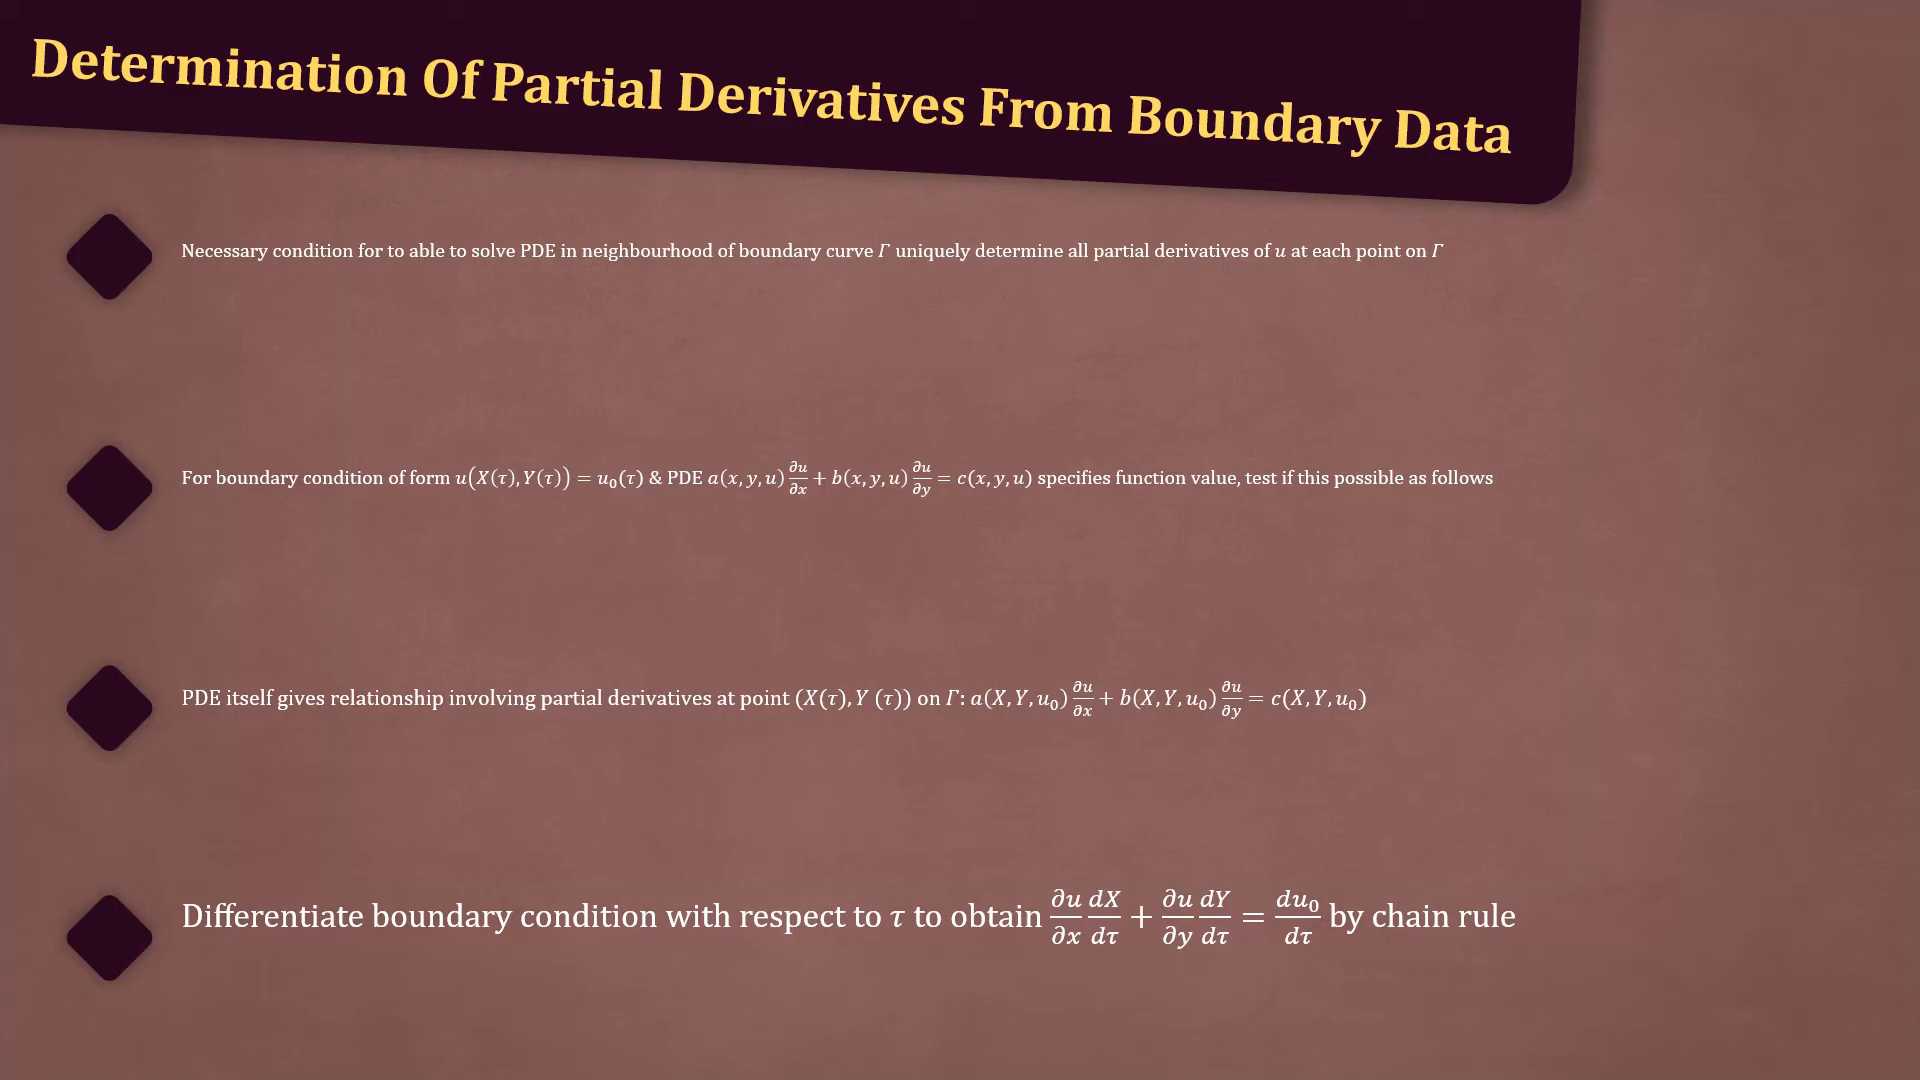 Determination Of Partial Derivatives From Boundary Data
Necessary condition for to able to solve PDE in neighbourhood of boundary curve 𝛤 uniquely determine all partial derivatives of 𝑢 at each point on 𝛤
For boundary condition of form 𝑢(𝑋(𝜏), 𝑌(𝜏)) = 𝑢₀(𝜏) & PDE 𝑎(𝑥, 𝑦, 𝑢) ∂𝑢/∂𝑥 + 𝑏(𝑥, 𝑦, 𝑢) ∂𝑢/∂𝑦 = 𝑐(𝑥, 𝑦, 𝑢) specifies function value, test if this possible as follows
PDE itself gives relationship involving partial derivatives at point (𝑋(𝜏), 𝑌 (𝜏)) on 𝛤: 𝑎(𝑋, 𝑌, 𝑢₀) ∂𝑢/∂𝑥 + 𝑏(𝑋, 𝑌, 𝑢₀) ∂𝑢/∂𝑦 = 𝑐(𝑋, 𝑌, 𝑢₀)
Differentiate boundary condition with respect to 𝜏 to obtain ∂𝑢/∂𝑥 𝑑𝑋/𝑑𝜏 + ∂𝑢/∂𝑦 𝑑𝑌/𝑑𝜏 = 𝑑𝑢₀/𝑑𝜏 by chain rule